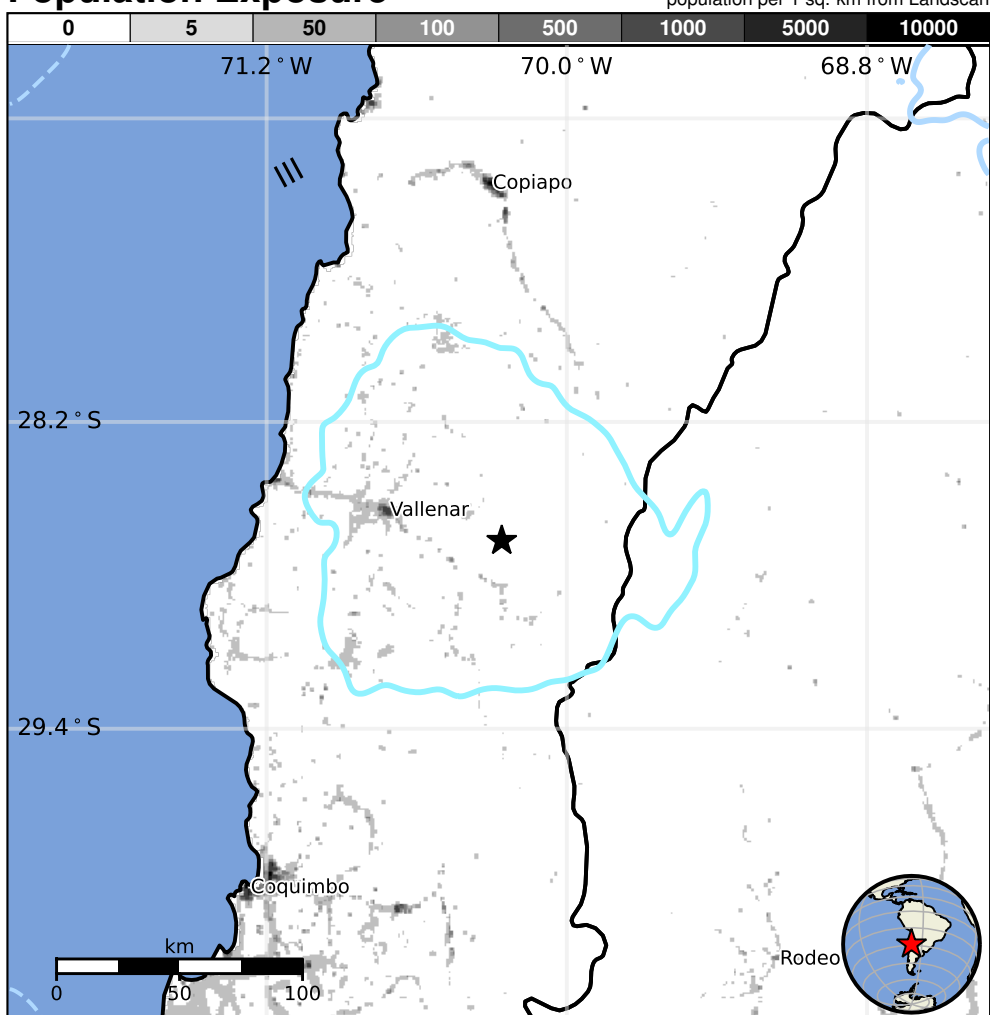 Population Exposure
population per 1 sq. km from Landscan
0 5 50 100 500 1000 5000 10000
71.2°W 70.0°W 68.8°W
Copiapo
28.2°S
Vallenar
29.4°S
Coquimbo
km
Rodeo
0 50 100
III